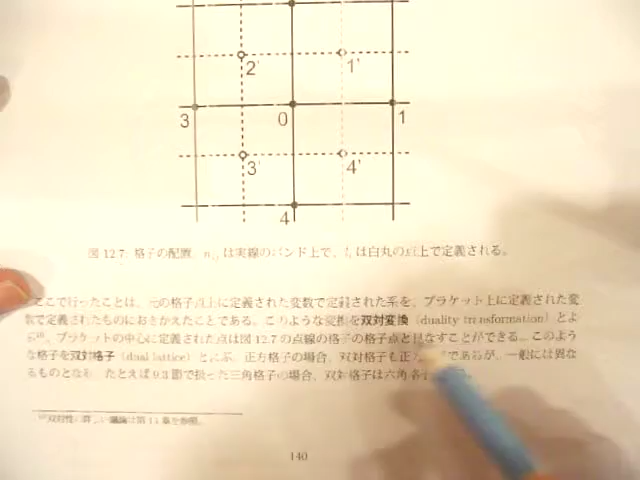 2'
1'
3
0
1
3'
4'
4
図 12.7: 格子の配置 は実線のバンド上で、 は白丸の点上で定義される。
ここで行ったことは、元の格子点上に定義された変数で定義された系を、プラケット上に定義された変
数で定義されたものにおきかえたことである。このような変換を双対変換（duality transformation）とよ
、プラケットの中心に定義された点は図 12.7 の点線の格子の格子点と なすことができる。このよう
な格子を双対格子（dual lattice）とよぶ。正方格子の場合、双対格子も正 であるが、一般には異な
るものとなる。たとえば 9.3 節で扱った三角格子の場合、双対格子は六角
双対性に詳しい議論は第 11 章を参照。
140